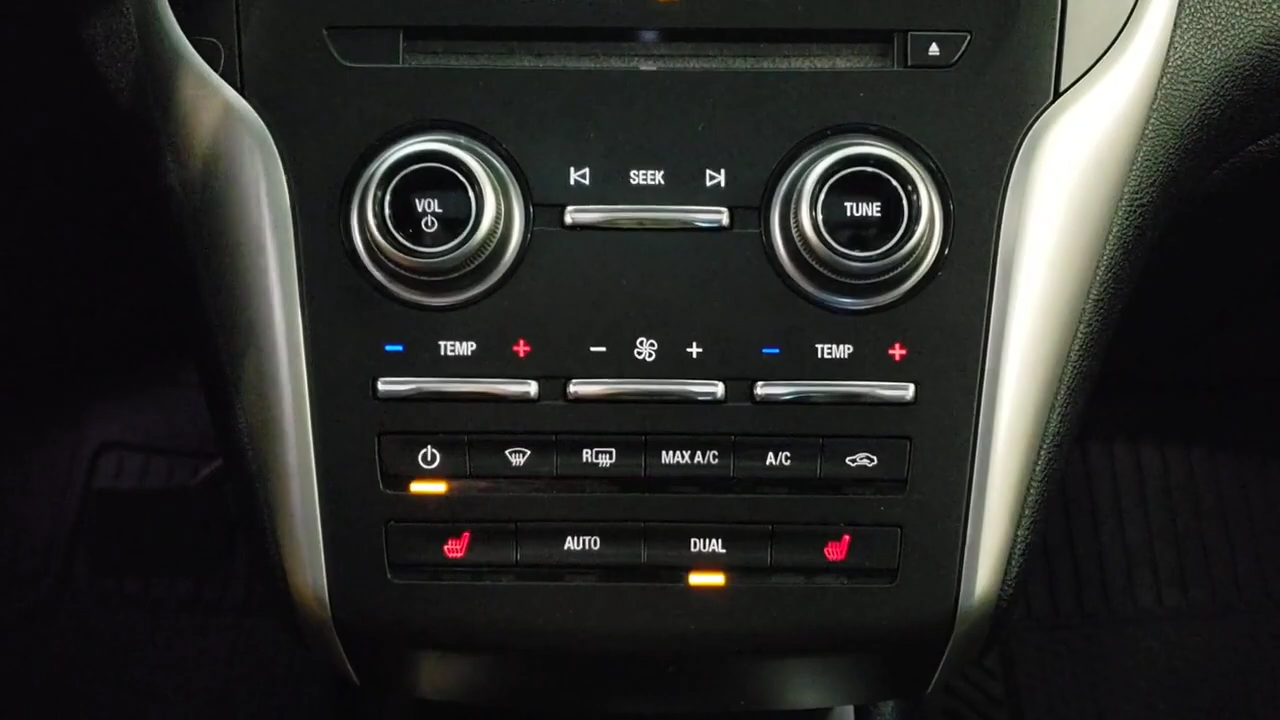 SEEK
VOL
TUNE
TEMP
TEMP
R
MAX A/C
A/C
AUTO
DUAL